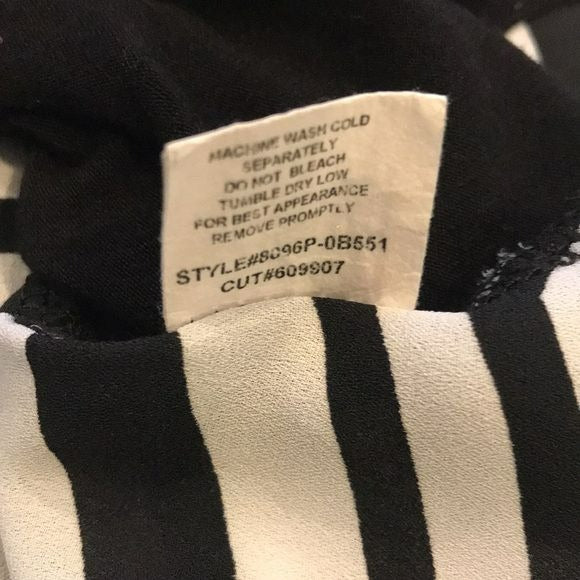 MACHINE WASH COLD
SEPARATELY
DO NOT BLEACH
TUMBLE DRY LOW
FOR BEST APPEARANCE
REMOVE PROMPTLY
STYLE#8096P-0B551
CUT#609907